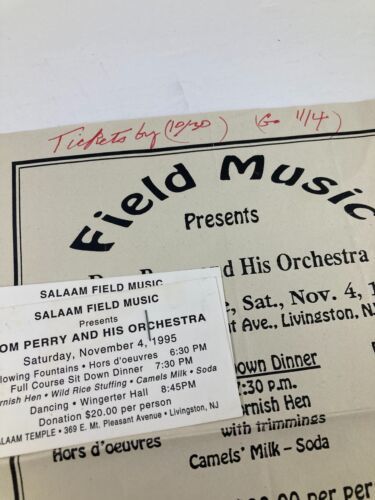 Tickets by (10/30) (Go 11/4)
Field Music
Presents
and His Orchestra
Sat., Nov. 4, 1
Ave., Livingston, NJ
Down Dinner
7:30 p.m.
Cornish Hen
with trimmings
Hors d'oeuvres
Camels' Milk - Soda
00 per per
SALAAM FIELD MUSIC
SALAAM FIELD MUSIC
Presents
OM PERRY AND HIS ORCHESTRA
Saturday, November 4, 1995
lowing Fountains • Hors d'oeuvres 6:30 PM
Full Course Sit Down Dinner 7:30 PM
rnish Hen • Wild Rice Stuffing • Camels Milk • Soda
Dancing • Wingerter Hall 8:45PM
Donation $20.00 per person
ALAAM TEMPLE • 369 E. Mt. Pleasant Avenue • Livingston, NJ